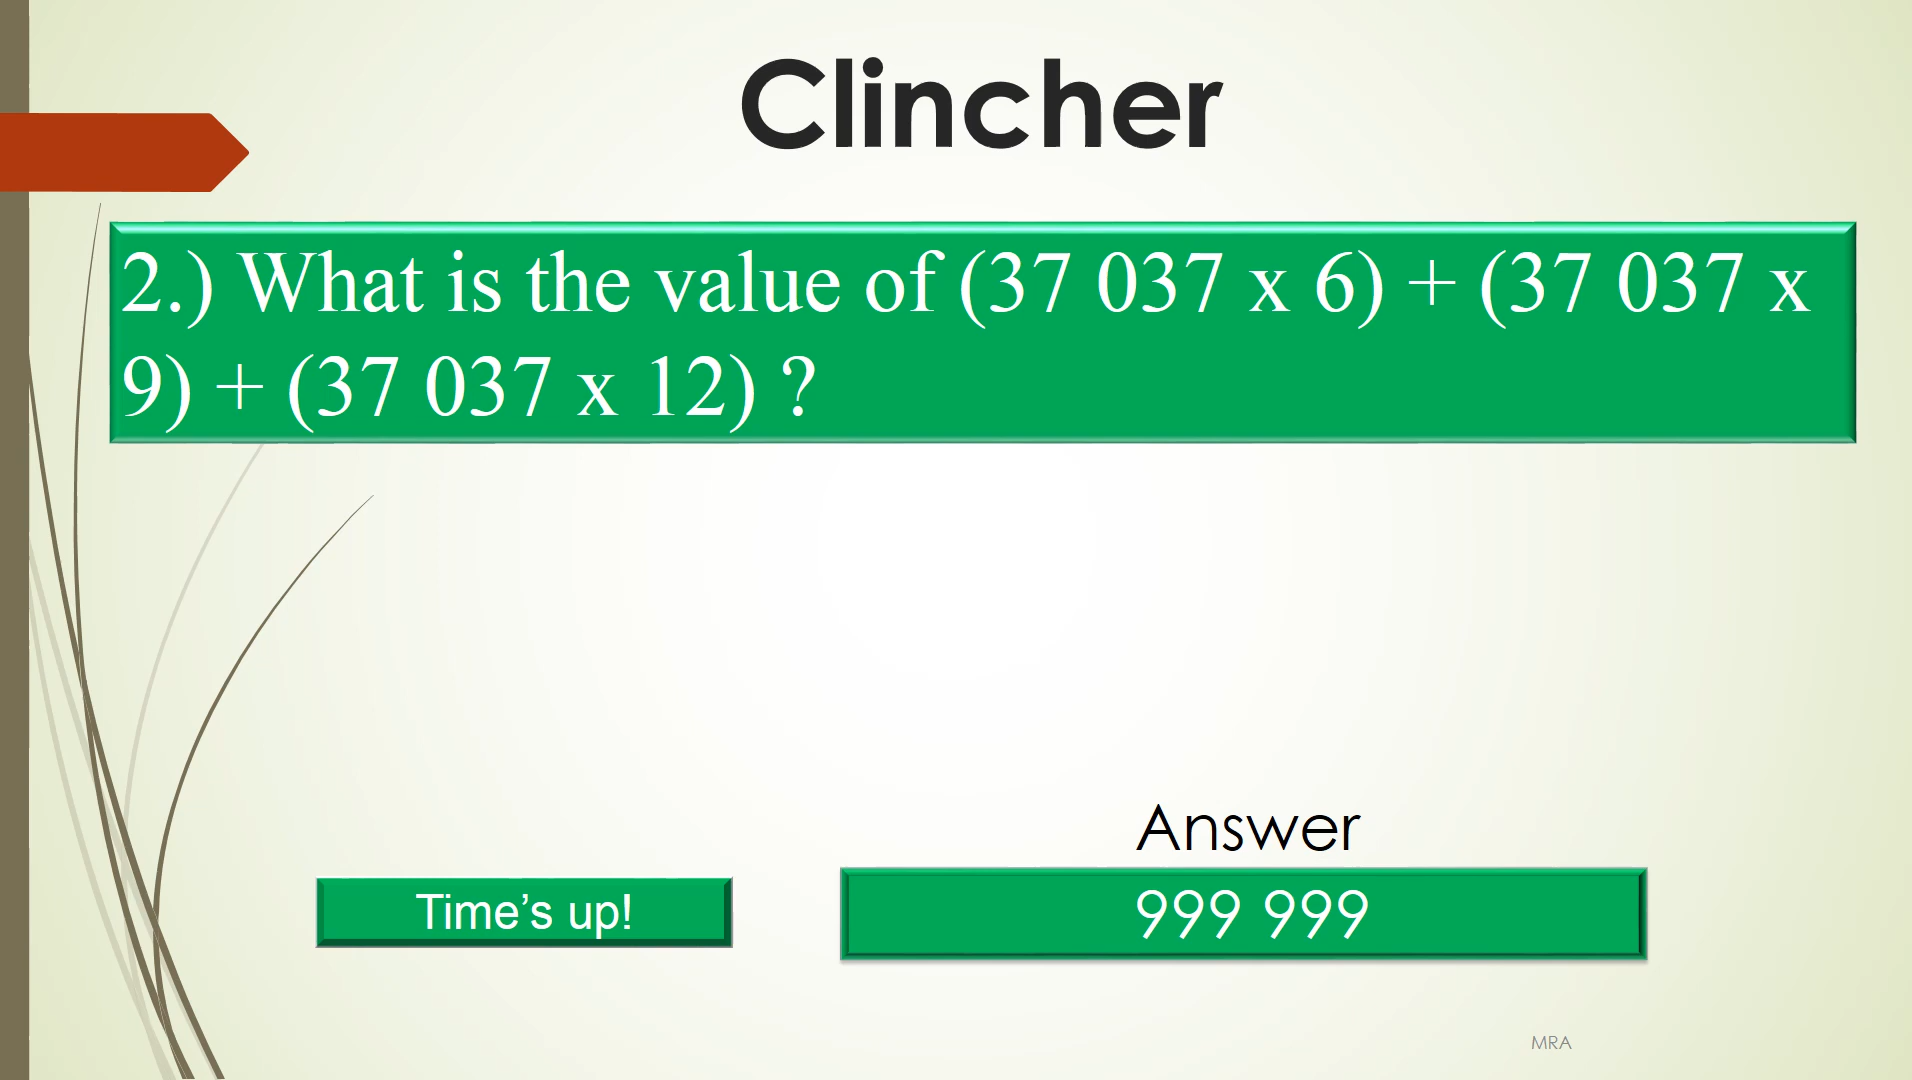 Clincher
2.) What is the value of (37 037 x 6) + (37 037 x
9) + (37 037 x 12) ?
Answer
Time’s up!
999 999
MRA